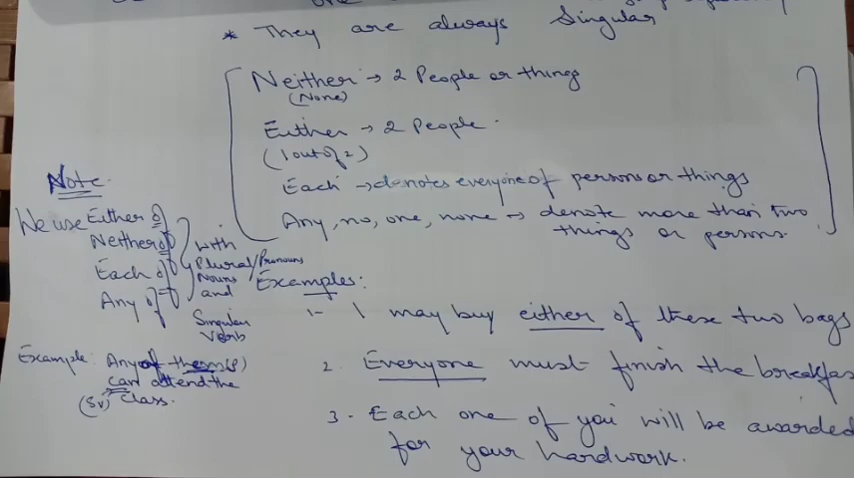 one
* They are always Singular
Neither → 2 People or things
(None)
Either → 2 People.
(1 out of 2)
Each → denotes everyone of persons or things
Any, no, one, none → denote more than two
things or persons.
Note
We use Either of
Neither of
Each of
Any of
with
Plural/Pronouns
Nouns
and
Singular
Verb
Example: Any of them (P)
can attend the
(SV) class.
Examples:
1- I may buy either of these two bags
2. Everyone must finish the breakfas
3. Each one of you will be awarded
for your hardwork.